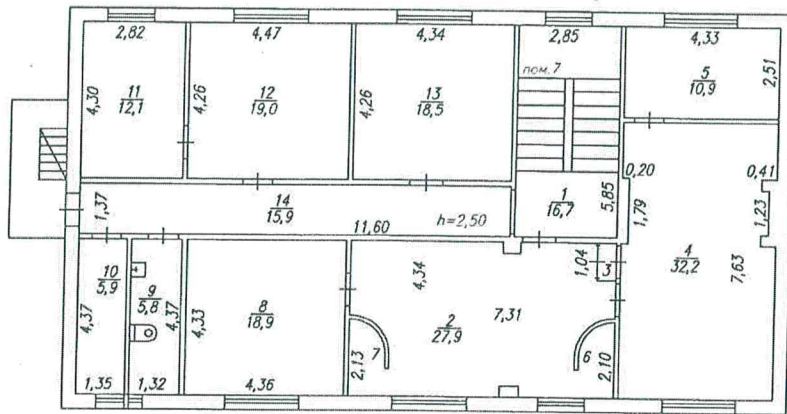 2,82 4,47 4,34 2,85 4,33
пом. 7
4,30 11 4,26 12 4,26 13 5 2,51
12,1 19,0 18,5 10,9
0,20 0,41
1,37 14 11,60 h=2,50 1 5,85 1,79 1,23
15,9 16,7
4 7,63
32,2
10 9 8 4,34 2 7,31 1,04 3
5,9 5,8 18,9 27,9
4,37 4,37 4,33 2,13 7 6 2,10
1,35 1,32 4,36